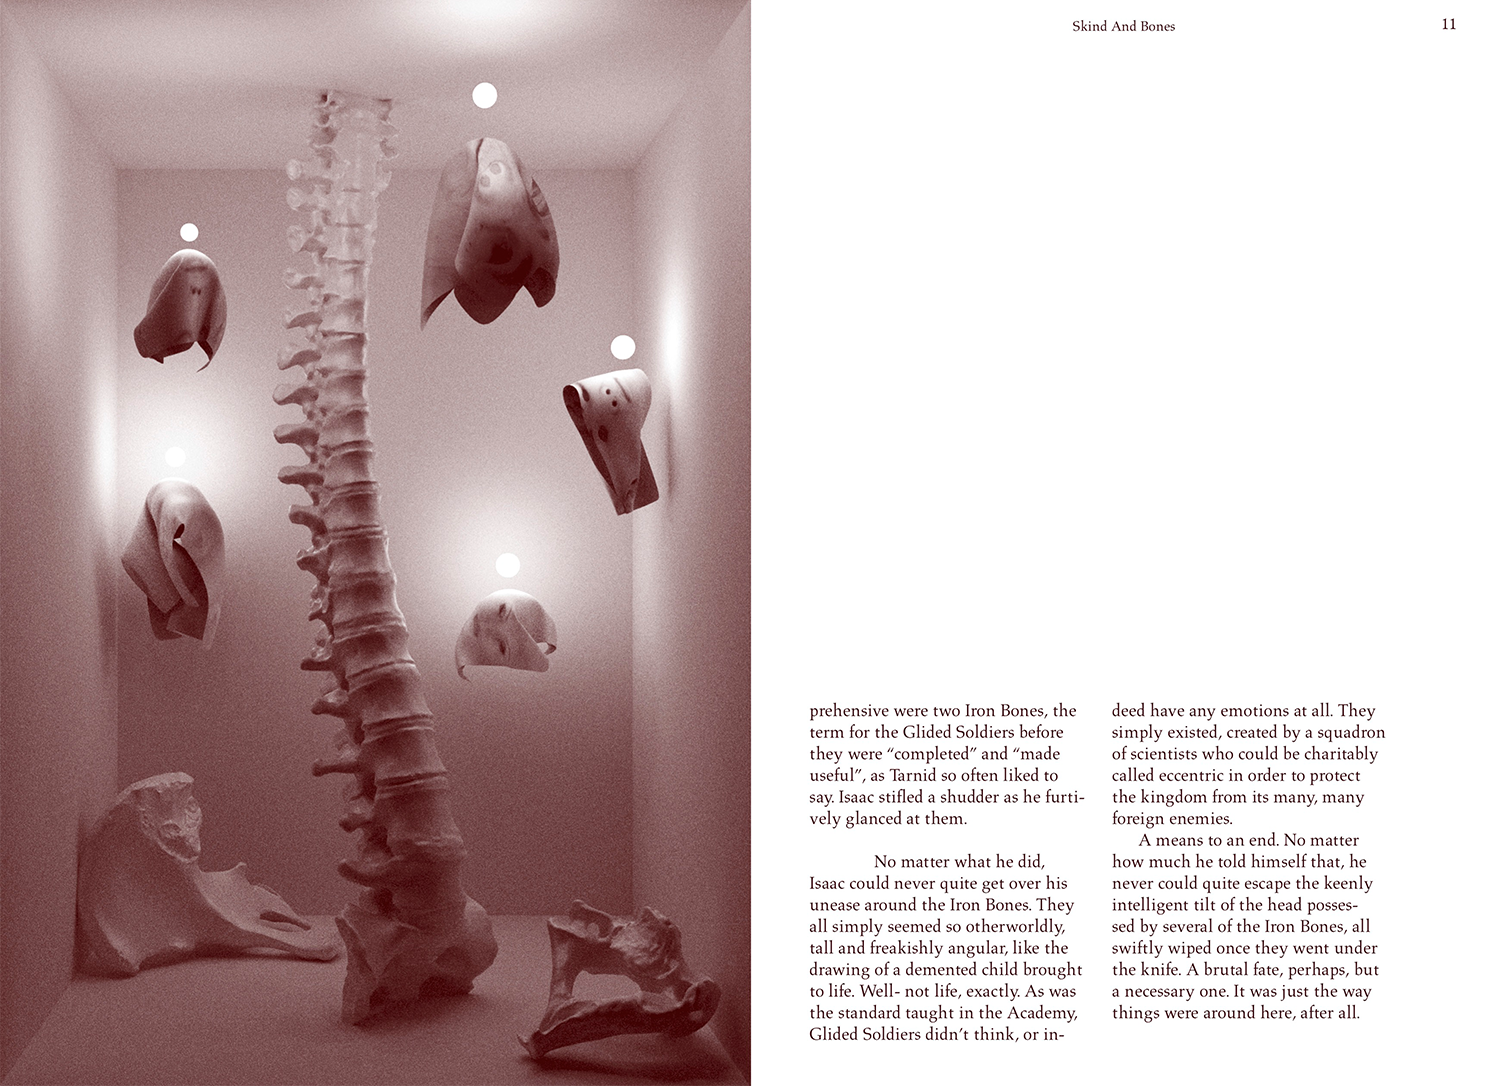 Skind And Bones
11
prehensive were two Iron Bones, the
term for the Glided Soldiers before
they were “completed” and “made
useful”, as Tarnid so often liked to
say. Isaac stifled a shudder as he furti-
vely glanced at them.
No matter what he did,
Isaac could never quite get over his
unease around the Iron Bones. They
all simply seemed so otherworldly,
tall and freakishly angular, like the
drawing of a demented child brought
to life. Well- not life, exactly. As was
the standard taught in the Academy,
Glided Soldiers didn’t think, or in-
deed have any emotions at all. They
simply existed, created by a squadron
of scientists who could be charitably
called eccentric in order to protect
the kingdom from its many, many
foreign enemies.
A means to an end. No matter
how much he told himself that, he
never could quite escape the keenly
intelligent tilt of the head posses-
sed by several of the Iron Bones, all
swiftly wiped once they went under
the knife. A brutal fate, perhaps, but
a necessary one. It was just the way
things were around here, after all.